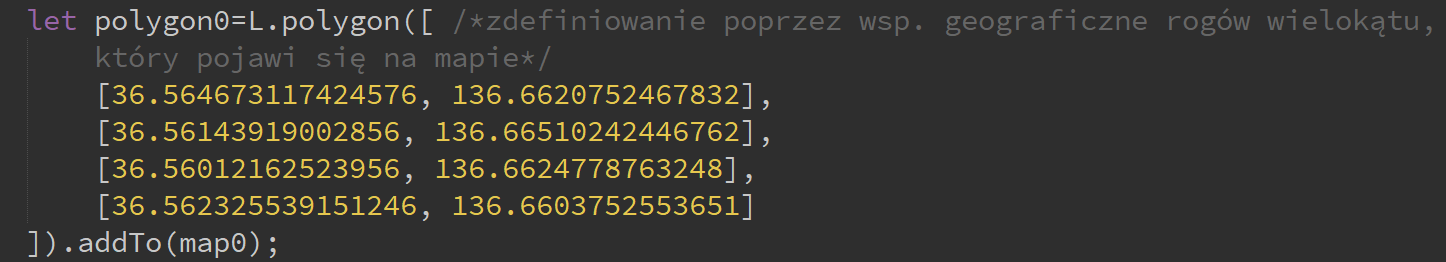 let polygon0=L.polygon([ /*zdefiniowanie poprzez wsp. geograficzne rogów wielokątu,
który pojawi się na mapie*/
[36.564673117424576, 136.6620752467832],
[36.56143919002856, 136.66510242446762],
[36.56012162523956, 136.6624778763248],
[36.562325539151246, 136.6603752553651]
]).addTo(map0);